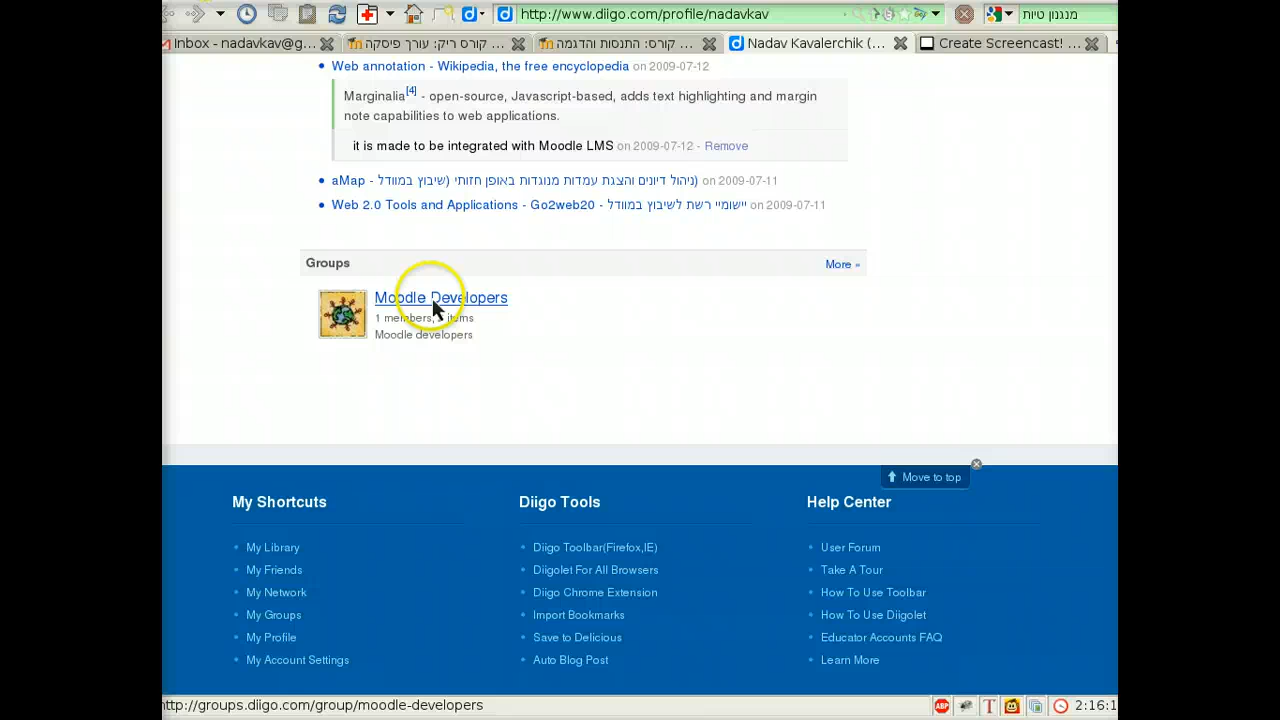 http://www.diigo.com/profile/nadavkav
מנגנון טיות
Inbox - nadavkav@g...
קורס ריק: עורך פיסקה ...
קורס: התנסות והדגמה ...
Nadav Kavalerchik (...
Create Screencast! ...
Web annotation - Wikipedia, the free encyclopedia on 2009-07-12
Marginalia[4] - open-source, Javascript-based, adds text highlighting and margin
note capabilities to web applications.
it is made to be integrated with Moodle LMS on 2009-07-12 - Remove
aMap - ניהול דיונים והצגת עמדות מנוגדות באופן חזותי (שיבוץ במוודל) on 2009-07-11
Web 2.0 Tools and Applications - Go2web20 - יישומיי רשת לשיבוץ במוודל on 2009-07-11
Groups
More »
Moodle Developers
1 members, items
Moodle developers
Move to top
My Shortcuts
My Library
My Friends
My Network
My Groups
My Profile
My Account Settings
Diigo Tools
Diigo Toolbar(Firefox,IE)
Diigolet For All Browsers
Diigo Chrome Extension
Import Bookmarks
Save to Delicious
Auto Blog Post
Help Center
User Forum
Take A Tour
How To Use Toolbar
How To Use Diigolet
Educator Accounts FAQ
Learn More
http://groups.diigo.com/group/moodle-developers
ABP
2:16:1